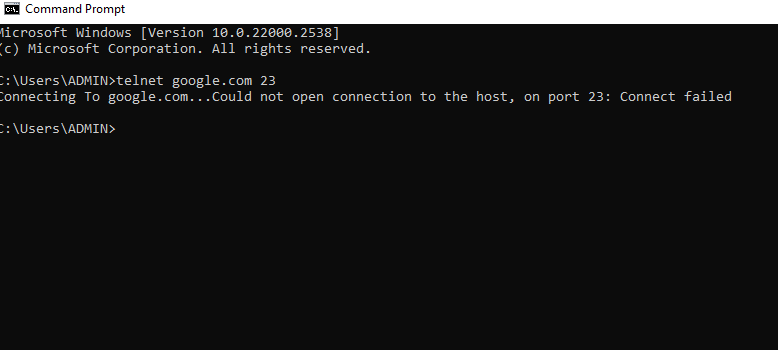 Command Prompt
Microsoft Windows [Version 10.0.22000.2538]
(c) Microsoft Corporation. All rights reserved.
C:\Users\ADMIN>telnet google.com 23
Connecting To google.com...Could not open connection to the host, on port 23: Connect failed
C:\Users\ADMIN>